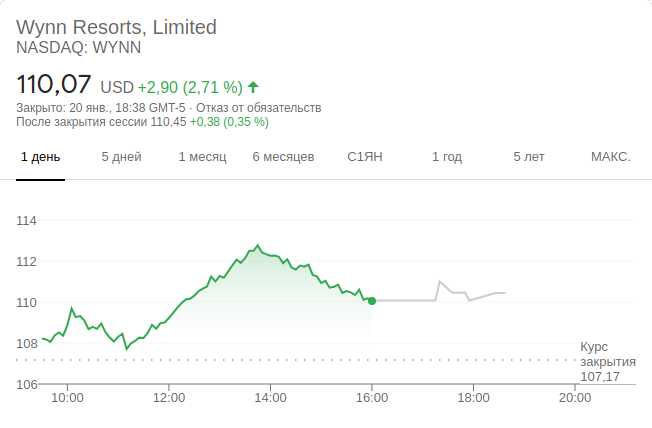 Wynn Resorts, Limited
NASDAQ: WYNN
110,07 USD +2,90 (2,71 %)
Закрыто: 20 янв., 18:38 GMT-5 · Отказ от обязательств
После закрытия сессии 110,45 +0,38 (0,35 %)
1 день 5 дней 1 месяц 6 месяцев С1ЯН 1 год 5 лет МАКС.
114
112
110
108
Курс
закрытия
107,17
106
10:00 12:00 14:00 16:00 18:00 20:00